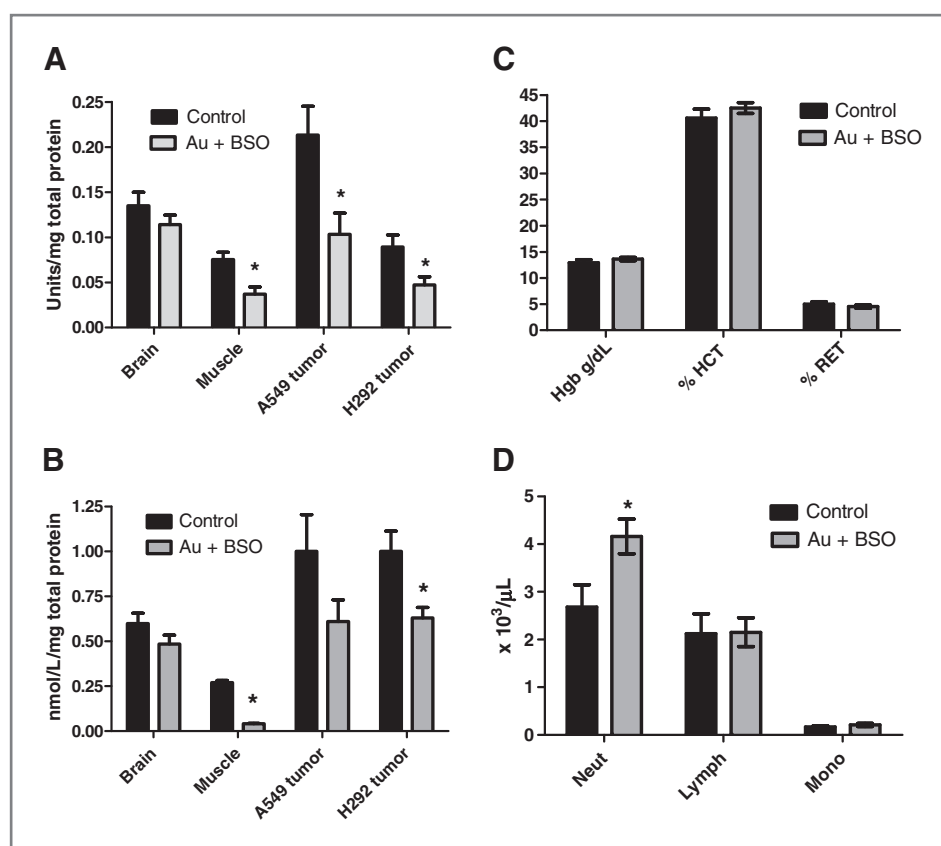 A
0.25
0.20
0.15
0.10
0.05
0.00
Units/mg total protein
Control
Au + BSO
*
*
*
Brain
Muscle
A549 tumor
H292 tumor
B
1.25
1.00
0.75
0.50
0.25
0.00
nmol/L/mg total protein
Control
Au + BSO
*
*
Brain
Muscle
A549 tumor
H292 tumor
C
45
40
35
30
25
20
15
10
5
0
Control
Au + BSO
Hgb g/dL
% HCT
% RET
D
5
4
3
2
1
0
x 10³/µL
Control
Au + BSO
*
Neut
Lymph
Mono